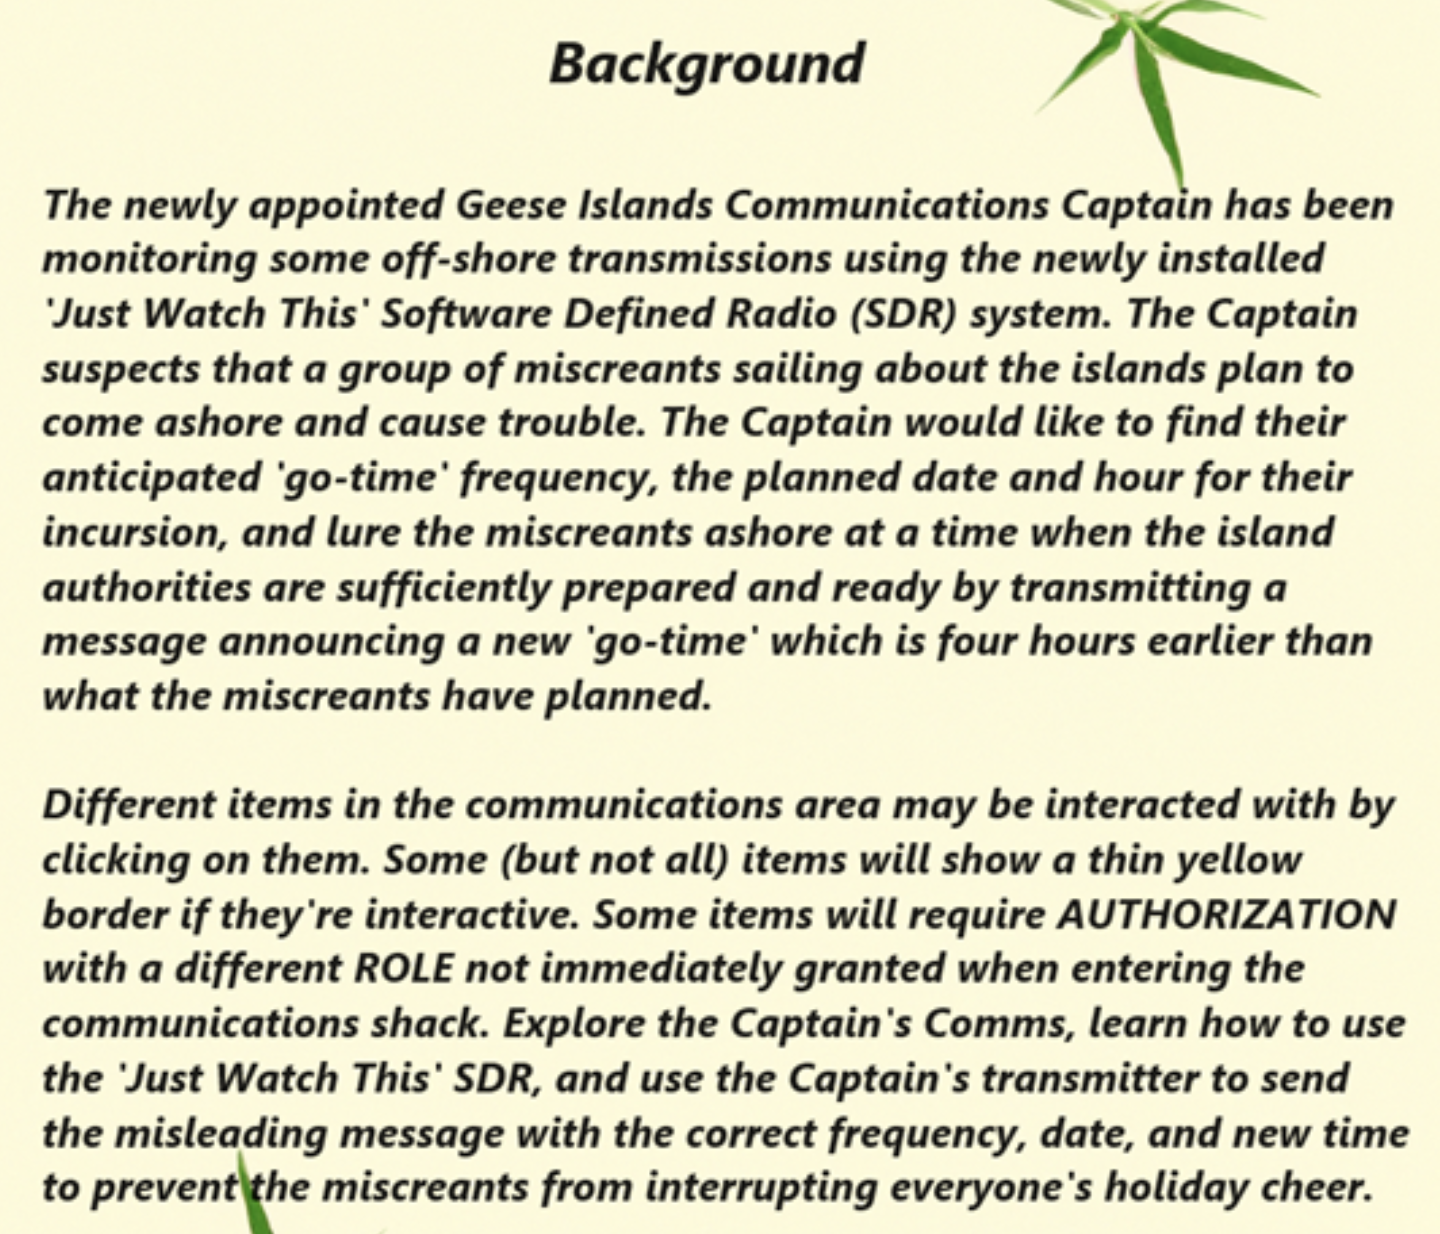 Background
The newly appointed Geese Islands Communications Captain has been
monitoring some off-shore transmissions using the newly installed
'Just Watch This' Software Defined Radio (SDR) system. The Captain
suspects that a group of miscreants sailing about the islands plan to
come ashore and cause trouble. The Captain would like to find their
anticipated 'go-time' frequency, the planned date and hour for their
incursion, and lure the miscreants ashore at a time when the island
authorities are sufficiently prepared and ready by transmitting a
message announcing a new 'go-time' which is four hours earlier than
what the miscreants have planned.
Different items in the communications area may be interacted with by
clicking on them. Some (but not all) items will show a thin yellow
border if they're interactive. Some items will require AUTHORIZATION
with a different ROLE not immediately granted when entering the
communications shack. Explore the Captain's Comms, learn how to use
the 'Just Watch This' SDR, and use the Captain's transmitter to send
the misleading message with the correct frequency, date, and new time
to prevent the miscreants from interrupting everyone's holiday cheer.